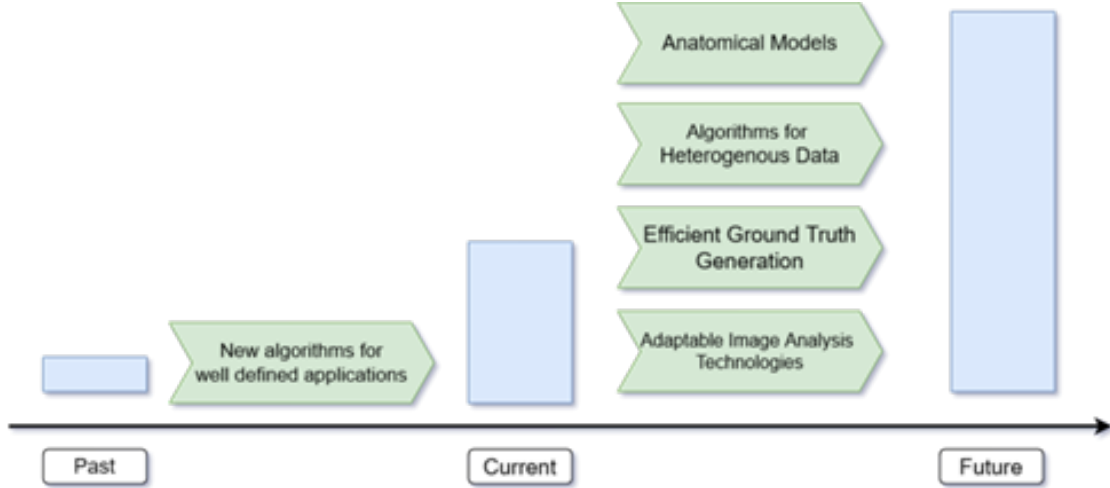 Anatomical Models
Algorithms for
Heterogenous Data
Efficient Ground Truth
Generation
New algorithms for
well defined applications
Adaptable Image Analysis
Technologies
Past
Current
Future